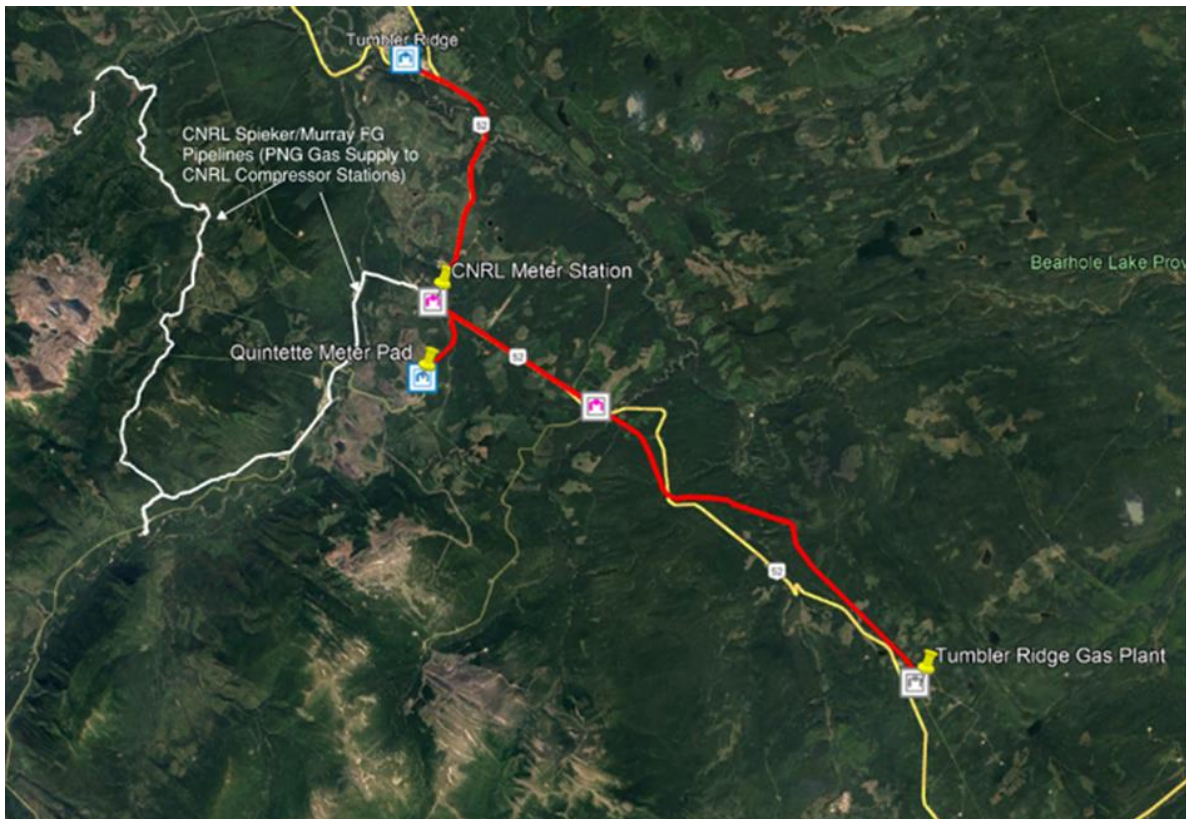 Tumbler Ridge
52
CNRL Spieker/Murray FG
Pipelines (PNG Gas Supply to
CNRL Compressor Stations)
Bearhole Lake Prov
CNRL Meter Station
Quintette Meter Pad
52
52
Tumbler Ridge Gas Plant